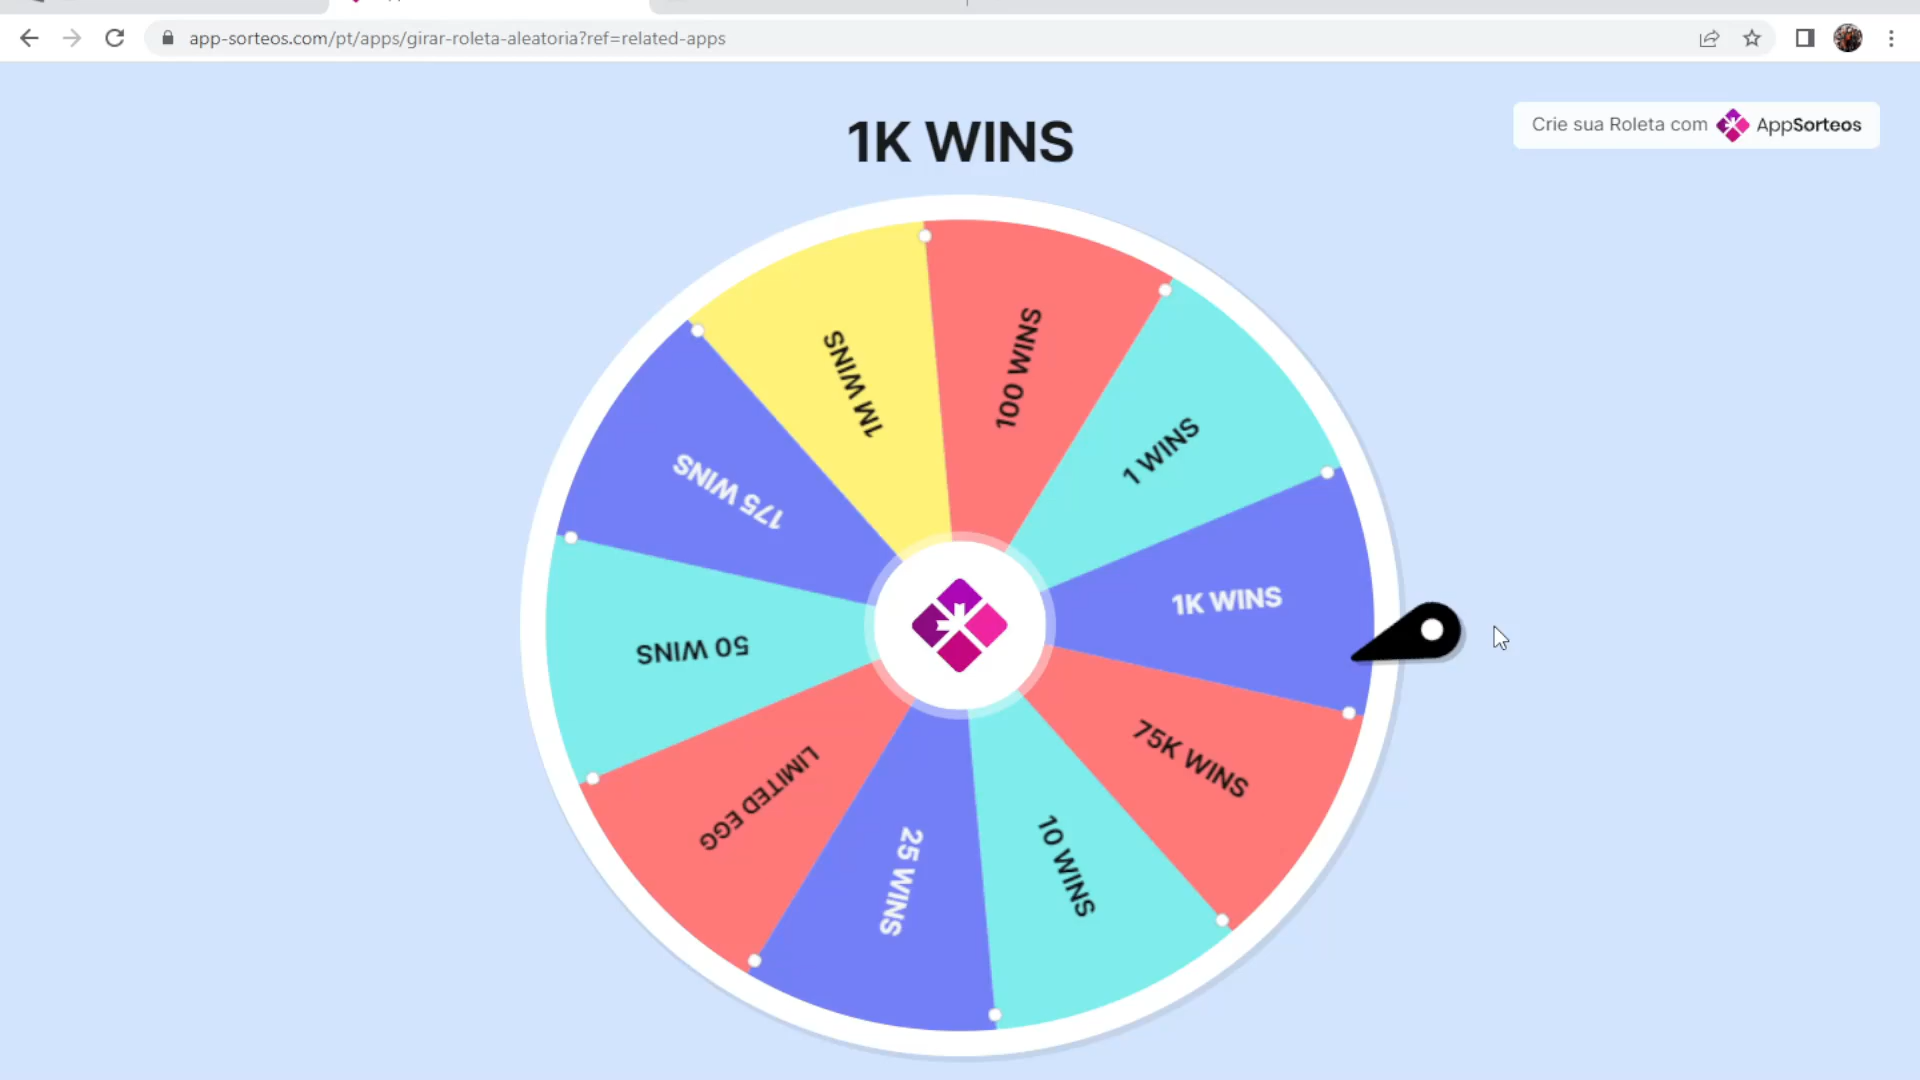 app-sorteos.com/pt/apps/girar-roleta-aleatoria?ref=related-apps
1K WINS
Crie sua Roleta com AppSorteos
100 WINS
1 WINS
1K WINS
75K WINS
10 WINS
25 WINS
LIMITED EGG
50 WINS
175 WINS
1M WINS